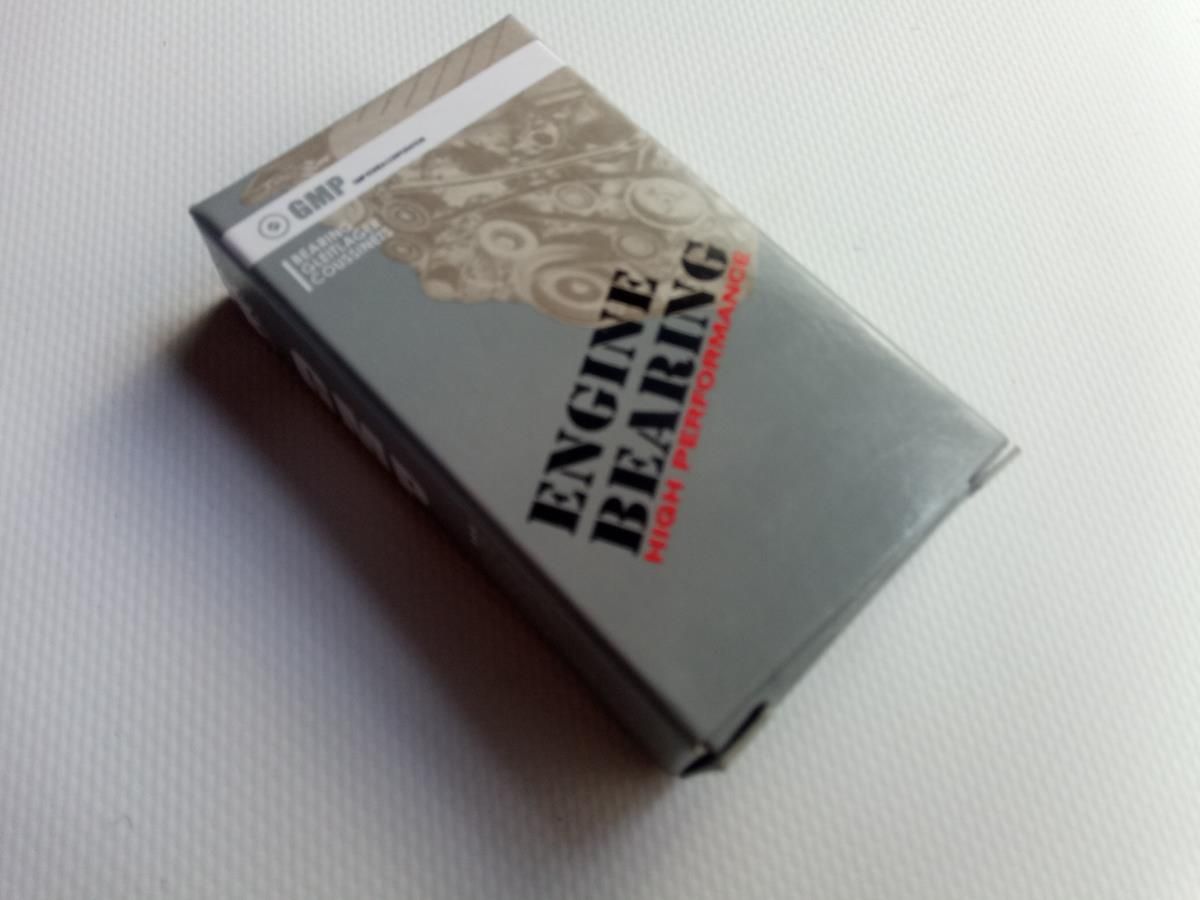 GMP
BEARING
GLEITLAGER
COUSSINETS
ENGINE
BEARING
HIGH PERFORMANCE